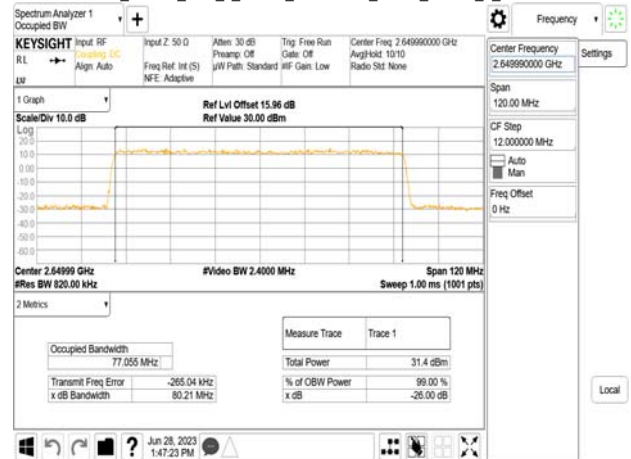 Spectrum Analyzer 1
Occupied BW
Frequency
KEYSIGHT
RL
LV
Input: RF
Coupling: DC
Align: Auto
Input Z: 50 Ω
Freq Ref: Int (S)
NFE: Adaptive
Atten: 30 dB
Preamp: Off
µW Path: Standard
Trig: Free Run
Gate: Off
#IF Gain: Low
Center Freq: 2.649990000 GHz
Avg|Hold: 10/10
Radio Std: None
Center Frequency
2.649990000 GHz
Settings
Span
120.00 MHz
CF Step
12.000000 MHz
Auto
Man
Freq Offset
0 Hz
Local
1 Graph
Scale/Div 10.0 dB
Ref Lvl Offset 15.96 dB
Ref Value 30.00 dBm
Log
20.0
10.0
0.00
-10.0
-20.0
-30.0
-40.0
-50.0
-60.0
Center 2.64999 GHz
#Res BW 820.00 kHz
#Video BW 2.4000 MHz
Span 120 MHz
Sweep 1.00 ms (1001 pts)
2 Metrics
Measure Trace Trace 1
Occupied Bandwidth
77.055 MHz
Total Power 31.4 dBm
Transmit Freq Error -265.04 kHz
% of OBW Power 99.00 %
x dB Bandwidth 80.21 MHz
x dB -26.00 dB
Jun 28, 2023
1:47:23 PM